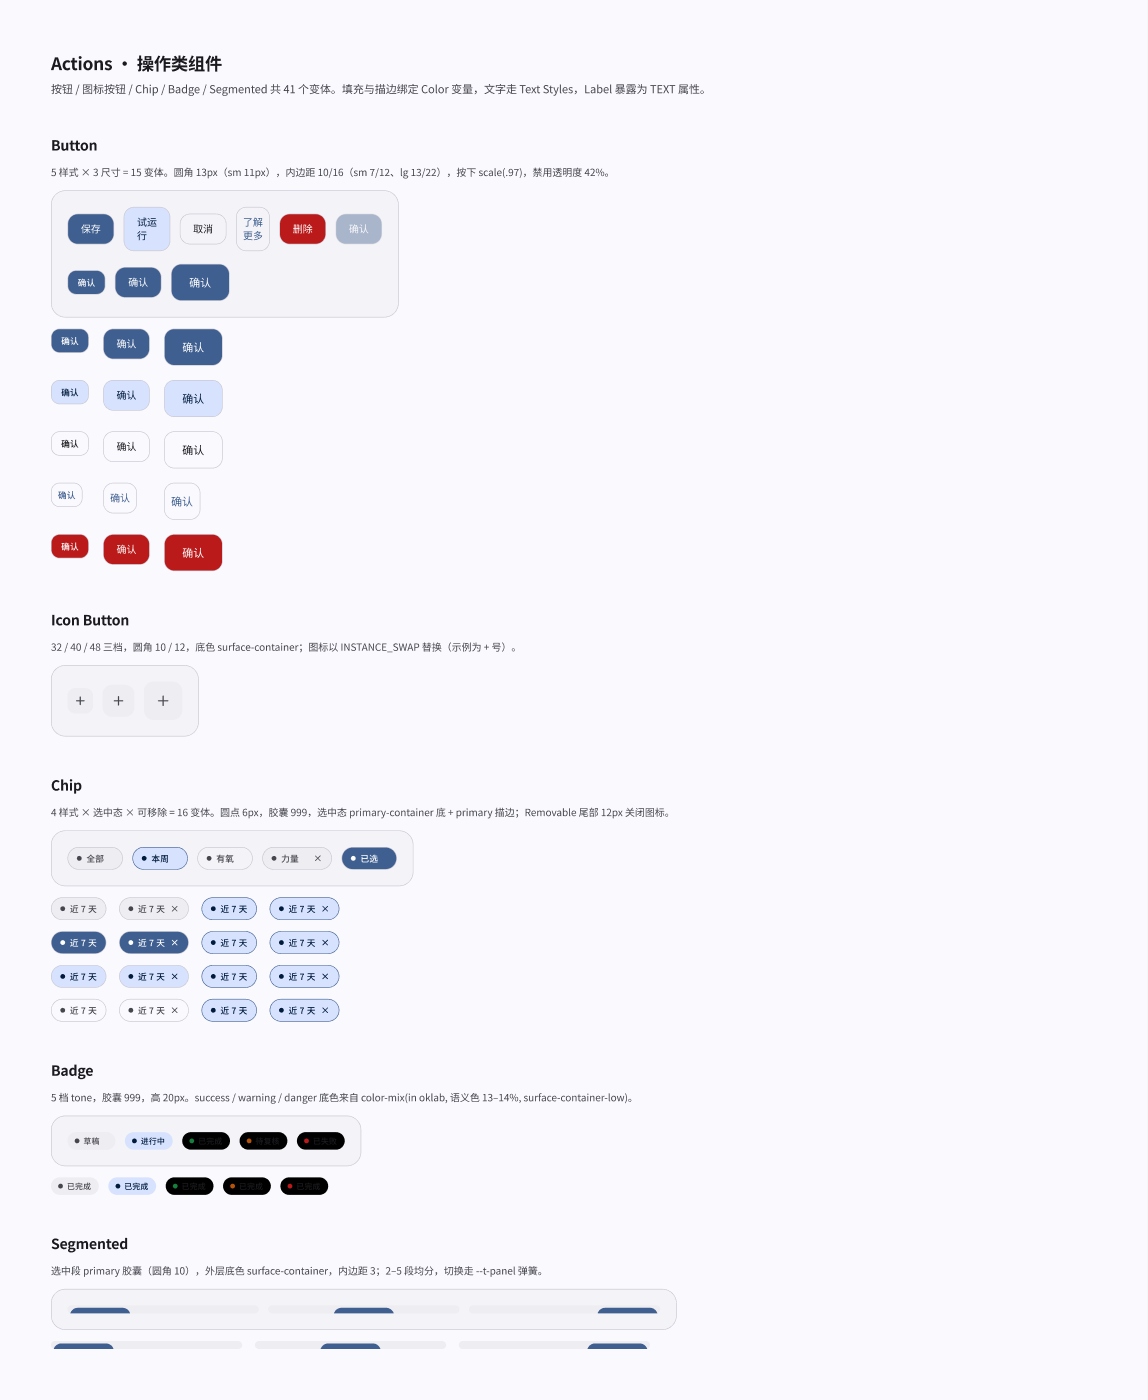 Actions · 操作类组件
按钮 / 图标按钮 / Chip / Badge / Segmented 共 41 个变体。填充与描边绑定 Color 变量，文字走 Text Styles，Label 暴露为 TEXT 属性。
Button
5 样式 × 3 尺寸 = 15 变体。圆角 13px（sm 11px），内边距 10/16（sm 7/12、lg 13/22），按下 scale(.97)，禁用透明度 42%。
保存 试运行 取消 了解更多 删除 确认
确认 确认 确认
确认 确认 确认
确认 确认 确认
确认 确认 确认
确认 确认 确认
确认 确认 确认
Icon Button
32 / 40 / 48 三档，圆角 10 / 12，底色 surface-container；图标以 INSTANCE_SWAP 替换（示例为 + 号）。
+ + +
Chip
4 样式 × 选中态 × 可移除 = 16 变体。圆点 6px，胶囊 999，选中态 primary-container 底 + primary 描边；Removable 尾部 12px 关闭图标。
全部 本周 有氧 力量 × 已选
近 7 天 近 7 天 × 近 7 天 近 7 天 ×
近 7 天 近 7 天 × 近 7 天 近 7 天 ×
近 7 天 近 7 天 × 近 7 天 近 7 天 ×
近 7 天 近 7 天 × 近 7 天 近 7 天 ×
Badge
5 档 tone，胶囊 999，高 20px。success / warning / danger 底色来自 color-mix(in oklab, 语义色 13–14%, surface-container-low)。
草稿 进行中 已完成
已完成 已完成 已完成 已完成 已完成
Segmented
选中段 primary 胶囊（圆角 10），外层底色 surface-container，内边距 3；2–5 段均分，切换走 --t-panel 弹簧。